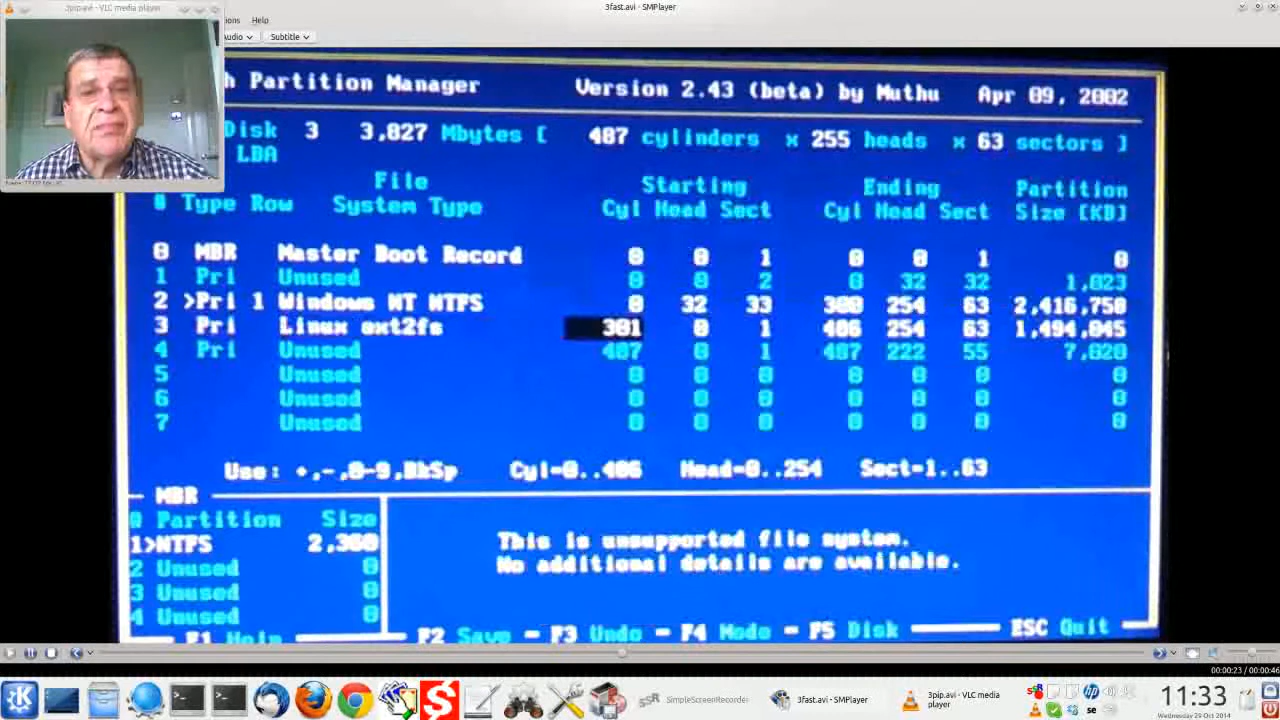 3pip.avi - VLC media player
3fast.avi - SMPlayer
ions Help
Audio Subtitle
h Partition Manager Version 2.43 (beta) by Muthu Apr 09, 2002
Disk 3 3,827 Mbytes [ 487 cylinders x 255 heads x 63 sectors ]
LBA
File Starting Ending Partition
# Type Row System Type Cyl Head Sect Cyl Head Sect Size [KB]
0 MBR Master Boot Record 0 0 1 0 0 1 0
1 Pri Unused 0 0 2 0 32 32 1,023
2 >Pri 1 Windows NT NTFS 0 32 33 300 254 63 2,416,750
3 Pri Linux ext2fs 301 0 1 486 254 63 1,494,045
4 Pri Unused 487 0 1 487 222 55 7,020
5 Unused 0 0 0 0 0 0 0
6 Unused 0 0 0 0 0 0 0
7 Unused 0 0 0 0 0 0 0
Use: +,-,0-9,BkSp Cyl=0..486 Head=0..254 Sect=1..63
MBR
# Partition Size
1>NTFS 2,360
2 Unused 0
3 Unused 0
4 Unused 0
This is unsupported file system.
No additional details are available.
F1 Help F2 Save - F3 Undo - F4 Mode - F5 Disk ESC Quit
00:00:23 / 00:00:46
SimpleScreenRecorder
3fast.avi - SMPlayer
3pip.avi - VLC media player
se
11:33
Wednesday 29 Oct 2014